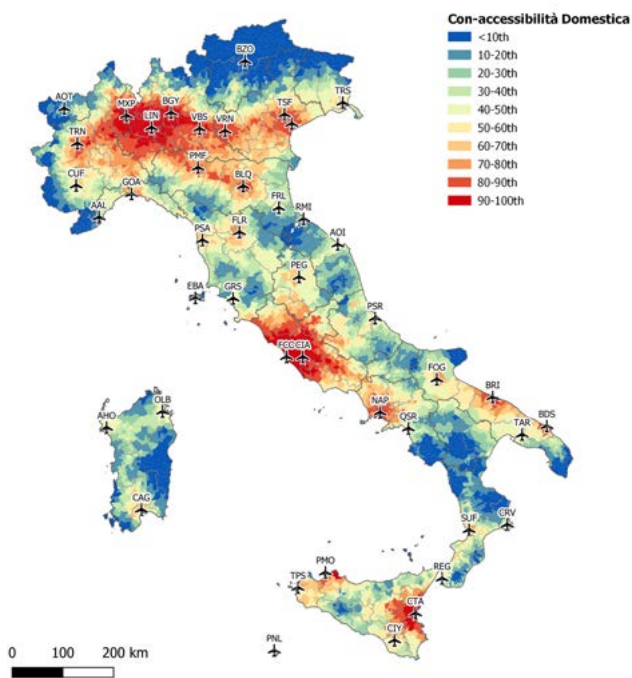 Con-accessibilità Domestica
<10th
10-20th
20-30th
30-40th
40-50th
50-60th
60-70th
70-80th
80-90th
90-100th
BZO
AOT
MXP
BGY
LIN
VBS
VRN
TSF
TRS
TRN
PMF
CUF
GOA
BLQ
AAL
FRL
RMI
PSA
FLR
AOI
PEG
EBA
GRS
PSR
FCO
CIA
FOG
BRI
NAP
QSR
TAR
BDS
OLB
AHO
CAG
SUF
CRV
PMO
REG
TPS
CTA
CIY
PNL
0 100 200 km